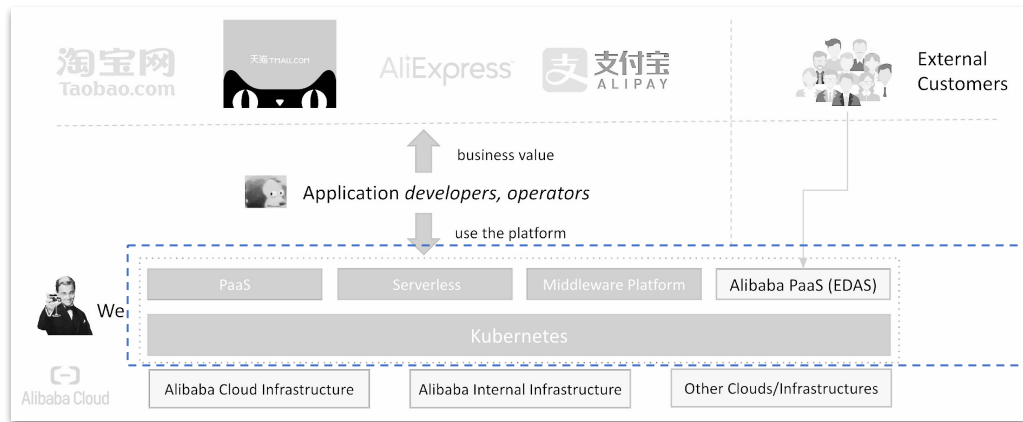 淘宝网
Taobao.com
天猫 TMALL.COM
AliExpress
支
支付宝
ALIPAY
External
Customers
business value
Application developers, operators
use the platform
PaaS
Serverless
Middleware Platform
Alibaba PaaS (EDAS)
We
Kubernetes
Alibaba Cloud Infrastructure
Alibaba Internal Infrastructure
Other Clouds/Infrastructures
Alibaba Cloud